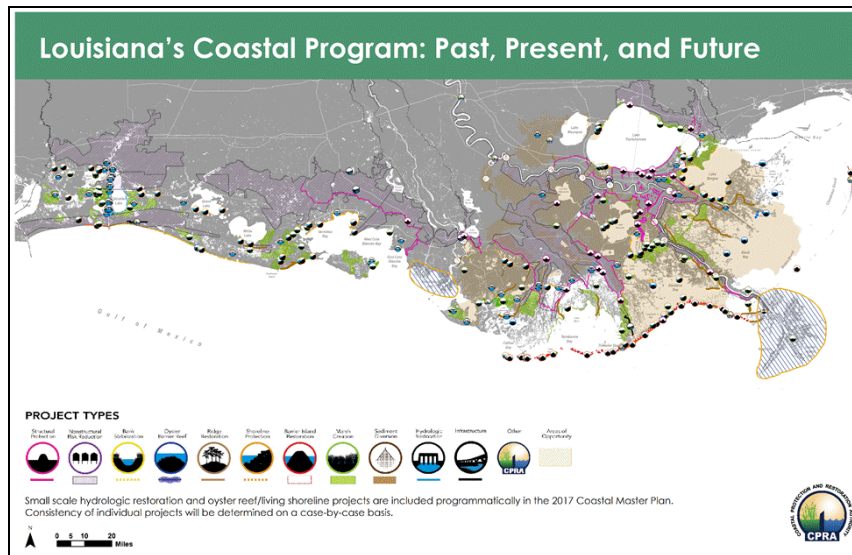 Louisiana's Coastal Program: Past, Present, and Future
Lake
Pontchartrain
Gulf of Mexico
PROJECT TYPES
Structural
Protection
Nonstructural
Risk Reduction
Bank
Stabilization
Oyster
Barrier Reef
Ridge
Restoration
Shoreline
Protection
Barrier Island
Restoration
Marsh
Creation
Sediment
Diversion
Hydrologic
Restoration
Infrastructure
Other
Areas of
Opportunity
CPRA
Small scale hydrologic restoration and oyster reef/living shoreline projects are included programmatically in the 2017 Coastal Master Plan.
Consistency of individual projects will be determined on a case-by-case basis.
N
0 5 10 20
Miles
COASTAL PROTECTION AND RESTORATION AUTHORITY
CPRA